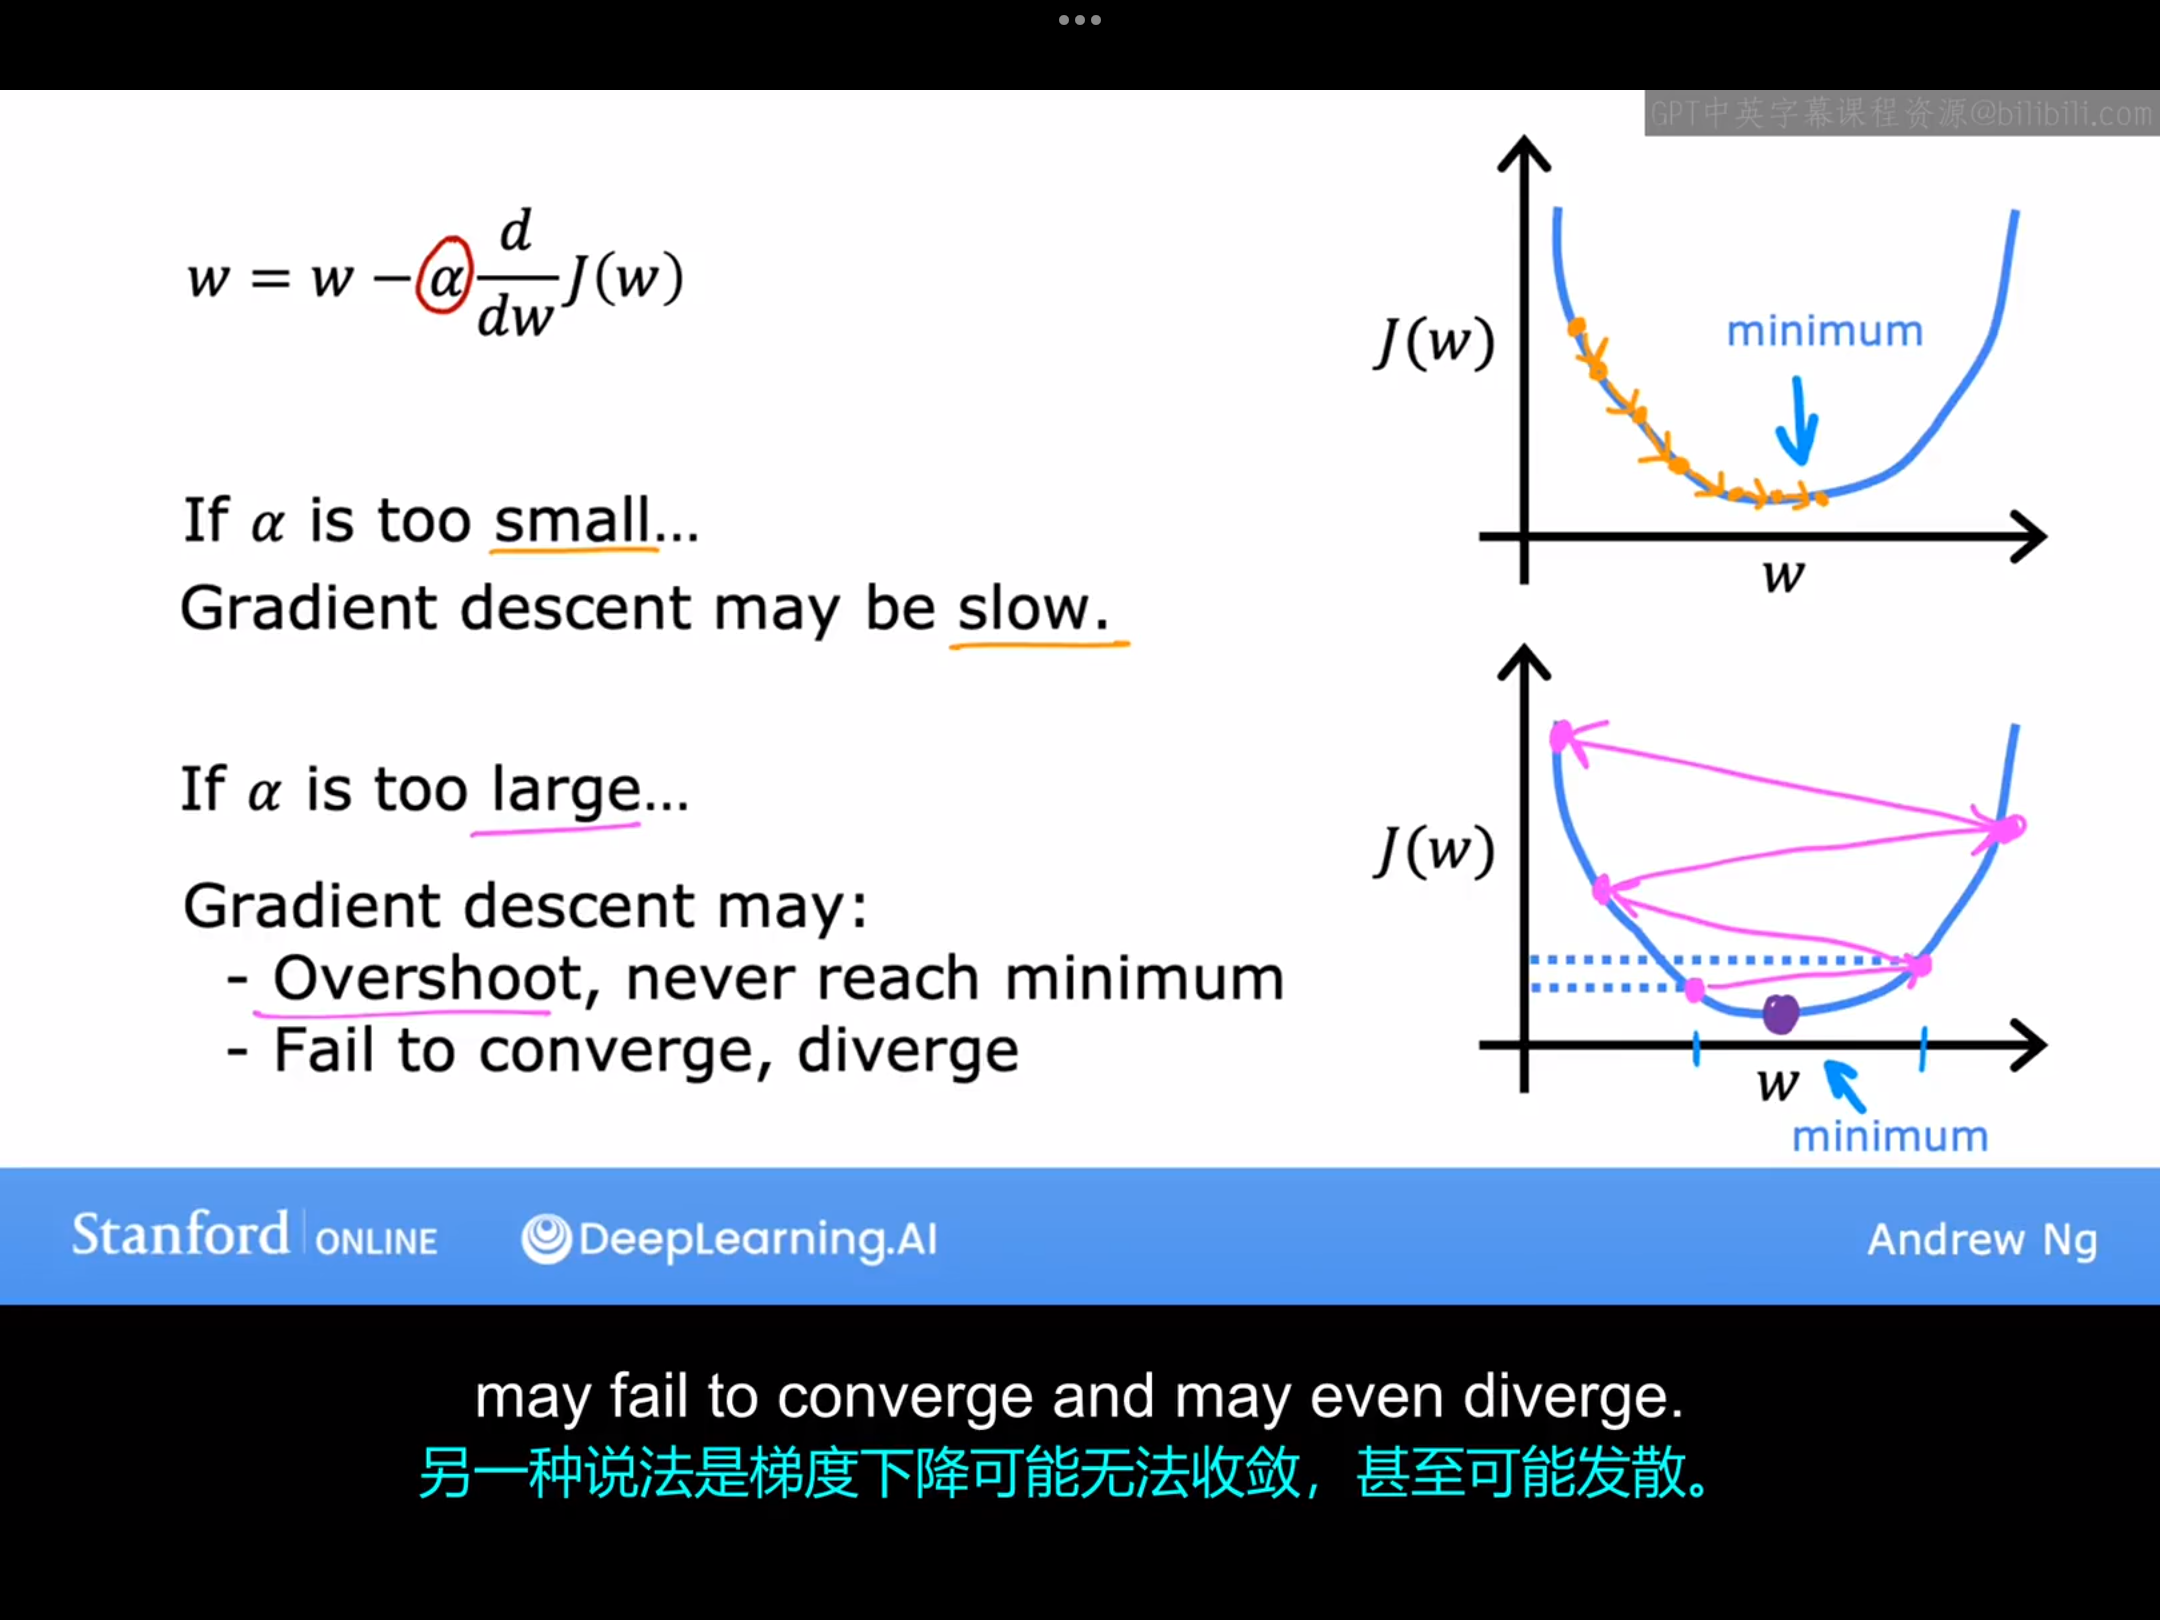 GPT中英字幕课程资源@bilibili.com
w = w − α d/dw J(w)
If α is too small...
Gradient descent may be slow.
If α is too large...
Gradient descent may:
- Overshoot, never reach minimum
- Fail to converge, diverge
J(w)
minimum
w
J(w)
w
minimum
Stanford | ONLINE
DeepLearning.AI
Andrew Ng
may fail to converge and may even diverge.
另一种说法是梯度下降可能无法收敛，甚至可能发散。